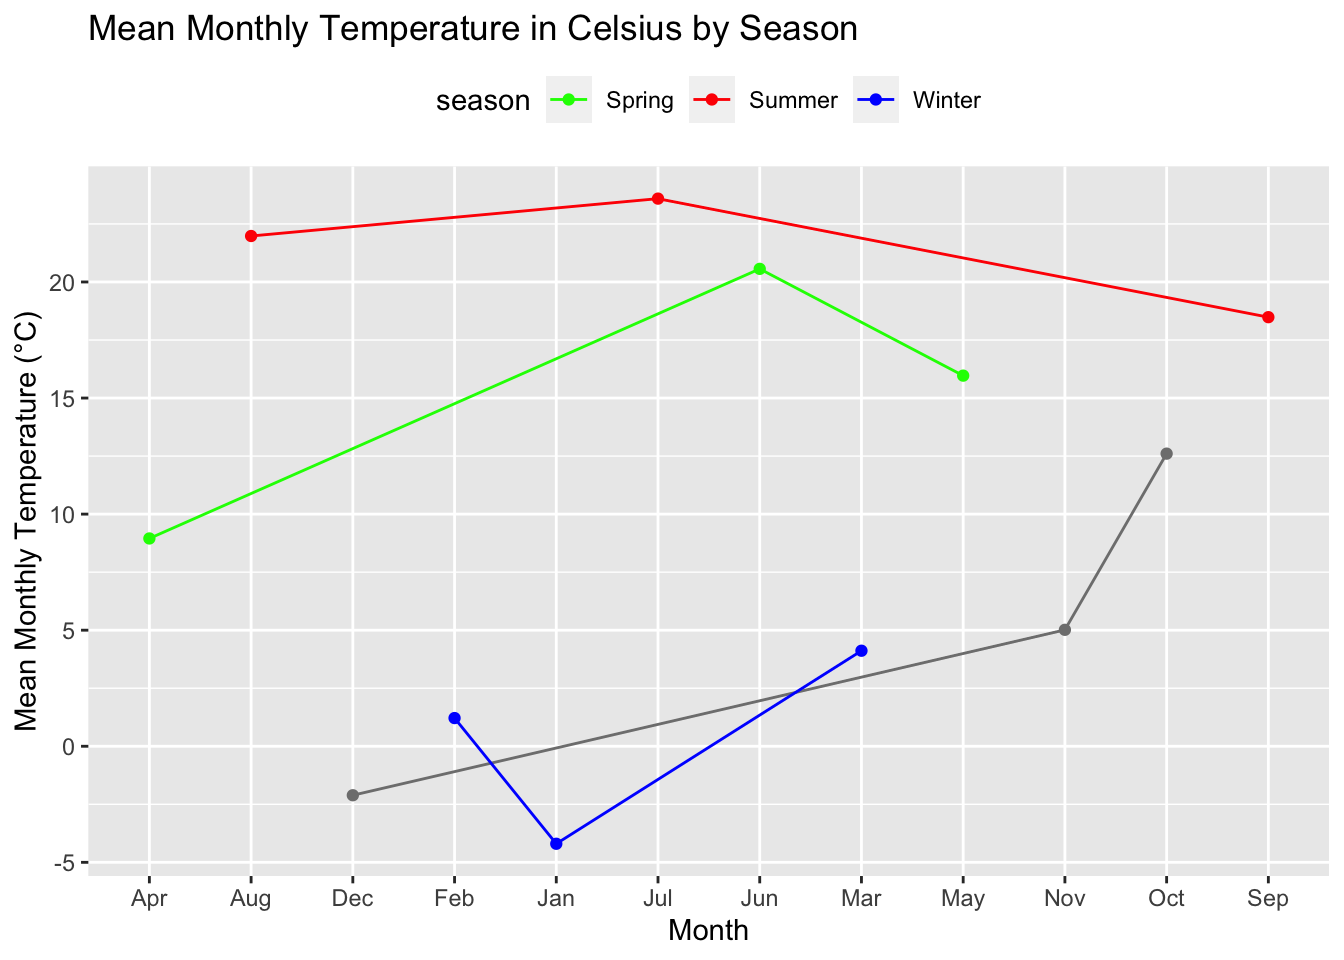 Mean Monthly Temperature in Celsius by Season
season Spring Summer Winter
Mean Monthly Temperature (°C)
20
15
10
5
0
-5
Apr Aug Dec Feb Jan Jul Jun Mar May Nov Oct Sep
Month